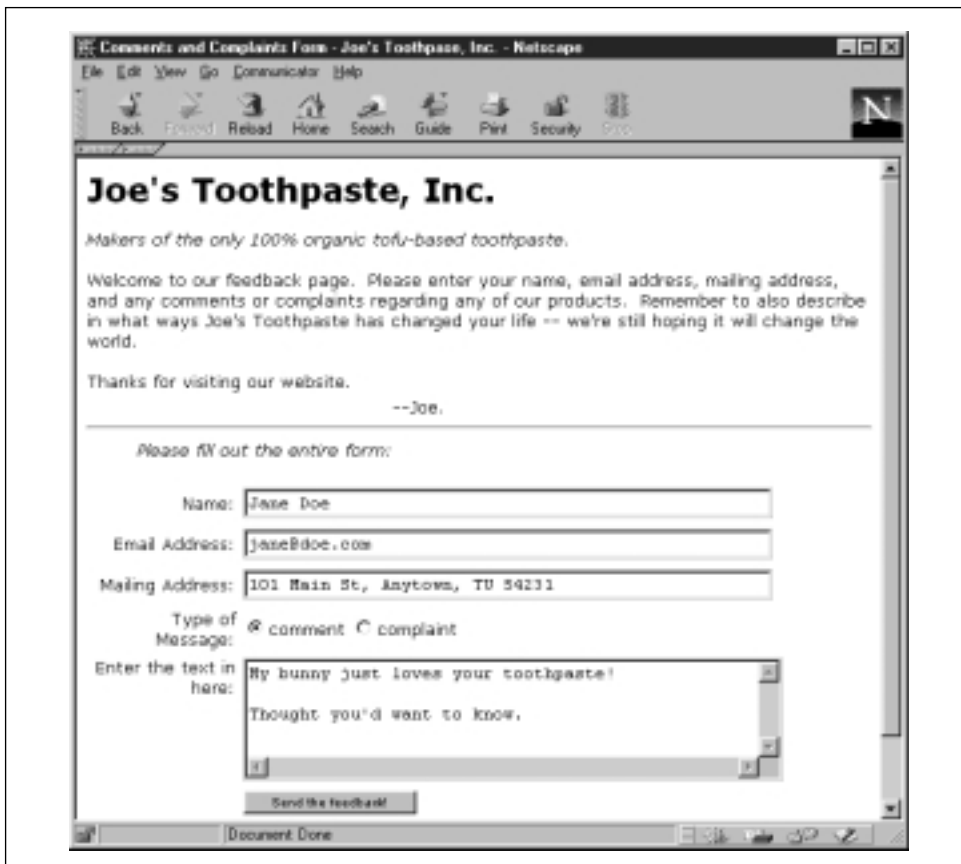 Comments and Complaints Form - Joe's Toothpase, Inc. - Netscape
File Edit View Go Communicator Help
Back Forward Reload Home Search Guide Print Security Stop
N
Joe's Toothpaste, Inc.
Makers of the only 100% organic tofu-based toothpaste.
Welcome to our feedback page. Please enter your name, email address, mailing address,
and any comments or complaints regarding any of our products. Remember to also describe
in what ways Joe's Toothpaste has changed your life -- we're still hoping it will change the
world.
Thanks for visiting our website.
--Joe.
Please fill out the entire form:
Name: Jane Doe
Email Address: jane@doe.com
Mailing Address: 101 Main St, Anytown, TU 54231
Type of
Message: comment complaint
Enter the text in
here: My bunny just loves your toothpaste!
Thought you'd want to know.
Send the feedback!
Document Done